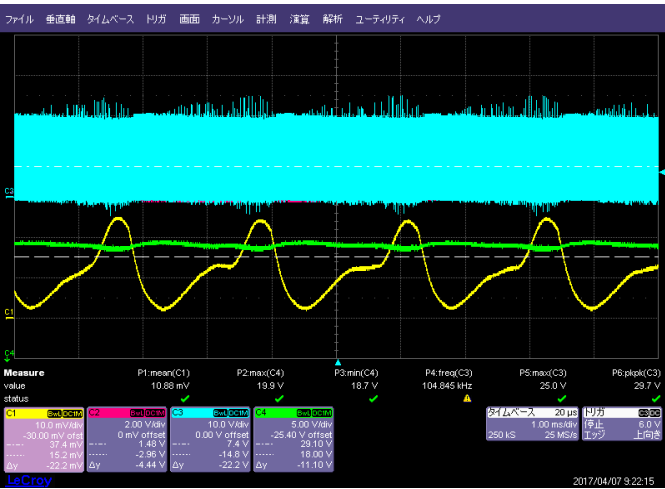 ファイル 垂直軸 タイムベース トリガ 画面 カーソル 計測 演算 解析 ユーティリティ ヘルプ
C3
C1
C4
Measure P1:mean(C1) P2:max(C4) P3:min(C4) P4:freq(C3) P5:max(C3) P6:pkpk(C3)
value 10.88 mV 19.9 V 18.7 V 104.845 kHz 25.0 V 29.7 V
status
C1 BwL DC1M C2 BwL DC1M C3 BwL DC1M C4 BwL DC1M タイムベース 20 µs トリガ C3 DC
10.0 mV/div 2.00 V/div 10.0 V/div 5.00 V/div 1.00 ms/div 停止 6.0 V
-30.00 mV ofst 0 mV offset 0.00 V offset -25.40 V offset 250 kS 25 MS/s エッジ 上向き
37.4 mV 1.48 V 7.4 V 29.10 V
15.2 mV -2.96 V -14.8 V 18.00 V
Δy -22.2 mV Δy -4.44 V Δy -22.2 V Δy -11.10 V
LeCroy 2017/04/07 9:22:15